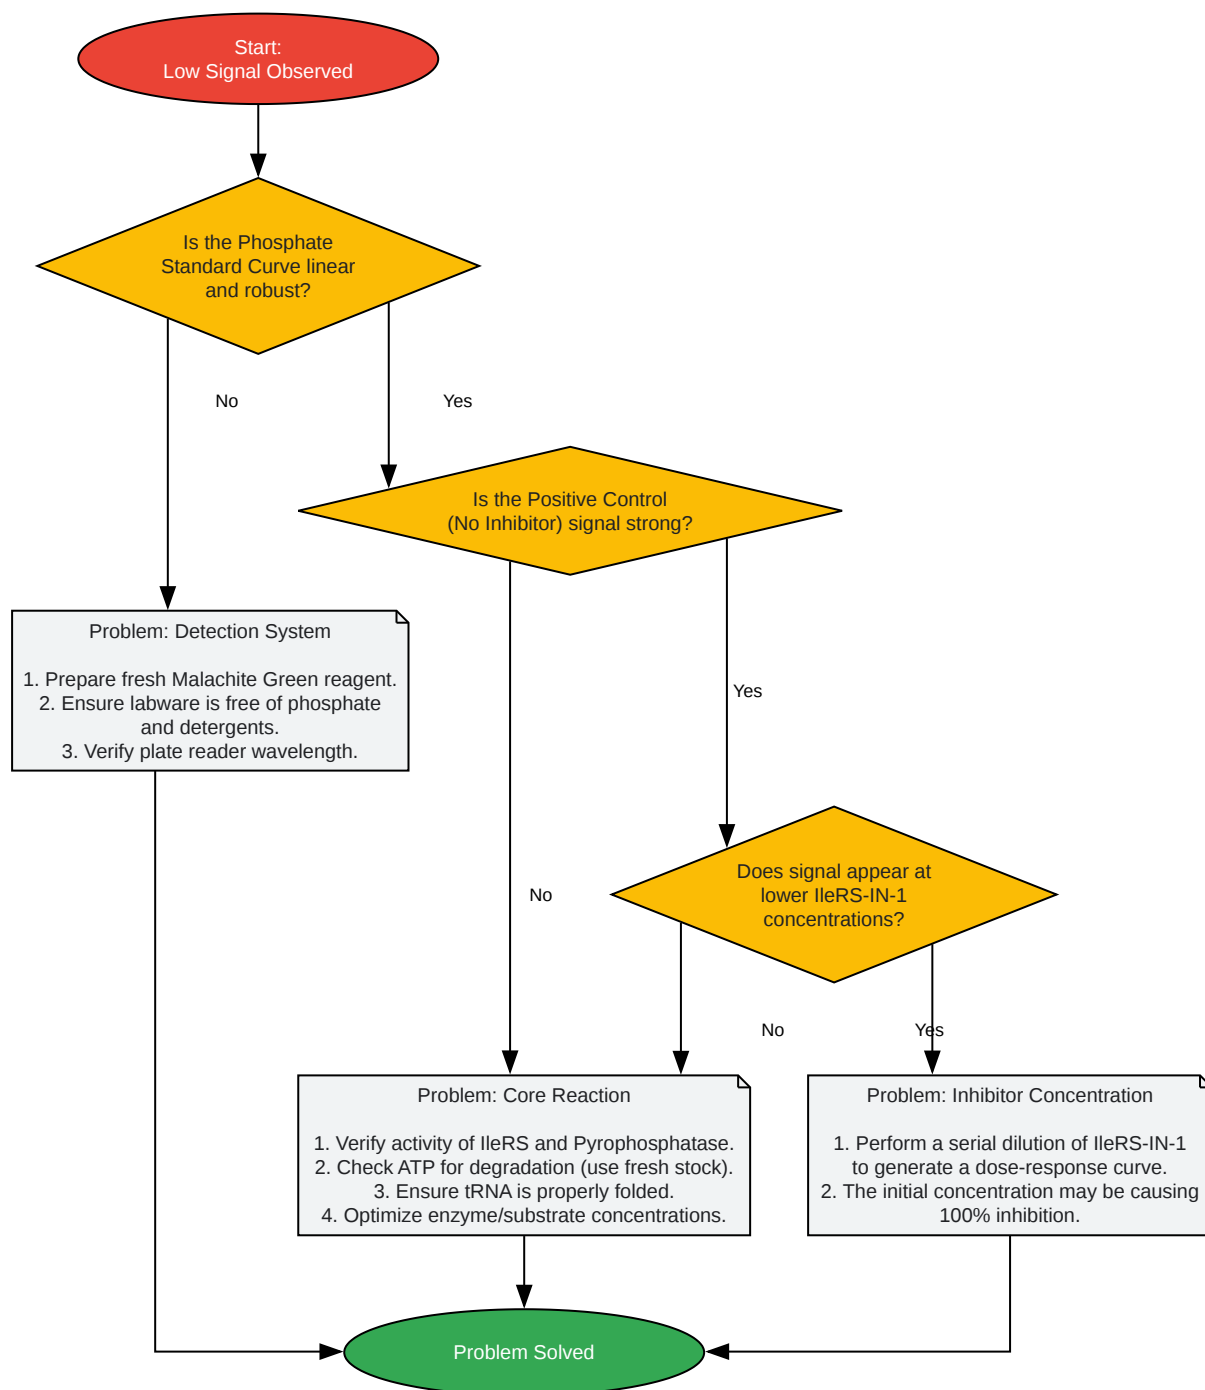 Start:
Low Signal Observed
Is the Phosphate
Standard Curve linear
and robust?
No
Yes
Is the Positive Control
(No Inhibitor) signal strong?
Problem: Detection System
1. Prepare fresh Malachite Green reagent.
2. Ensure labware is free of phosphate
and detergents.
3. Verify plate reader wavelength.
Yes
Does signal appear at
lower IleRS-IN-1
concentrations?
No
No
Yes
Problem: Core Reaction
1. Verify activity of IleRS and Pyrophosphatase.
2. Check ATP for degradation (use fresh stock).
3. Ensure tRNA is properly folded.
4. Optimize enzyme/substrate concentrations.
Problem: Inhibitor Concentration
1. Perform a serial dilution of IleRS-IN-1
to generate a dose-response curve.
2. The initial concentration may be causing
100% inhibition.
Problem Solved